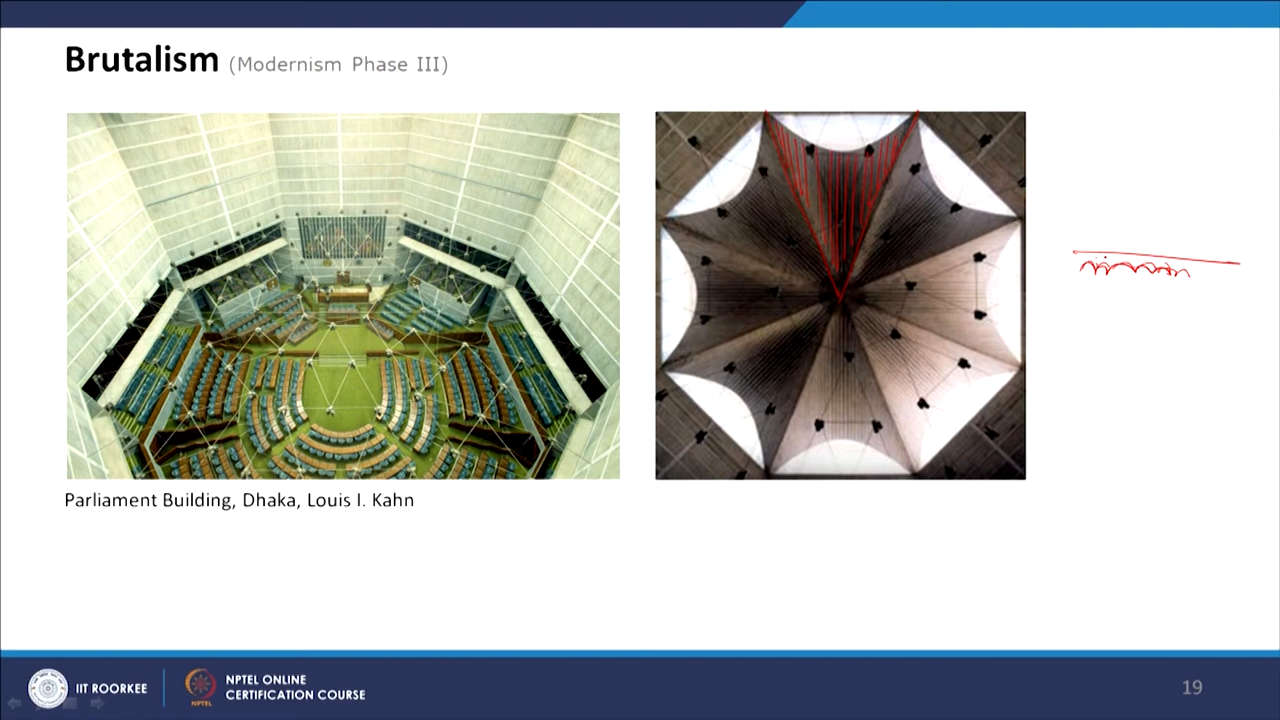 Brutalism (Modernism Phase III)
Parliament Building, Dhaka, Louis I. Kahn
IIT ROORKEE
NPTEL ONLINE
CERTIFICATION COURSE
NPTEL
19